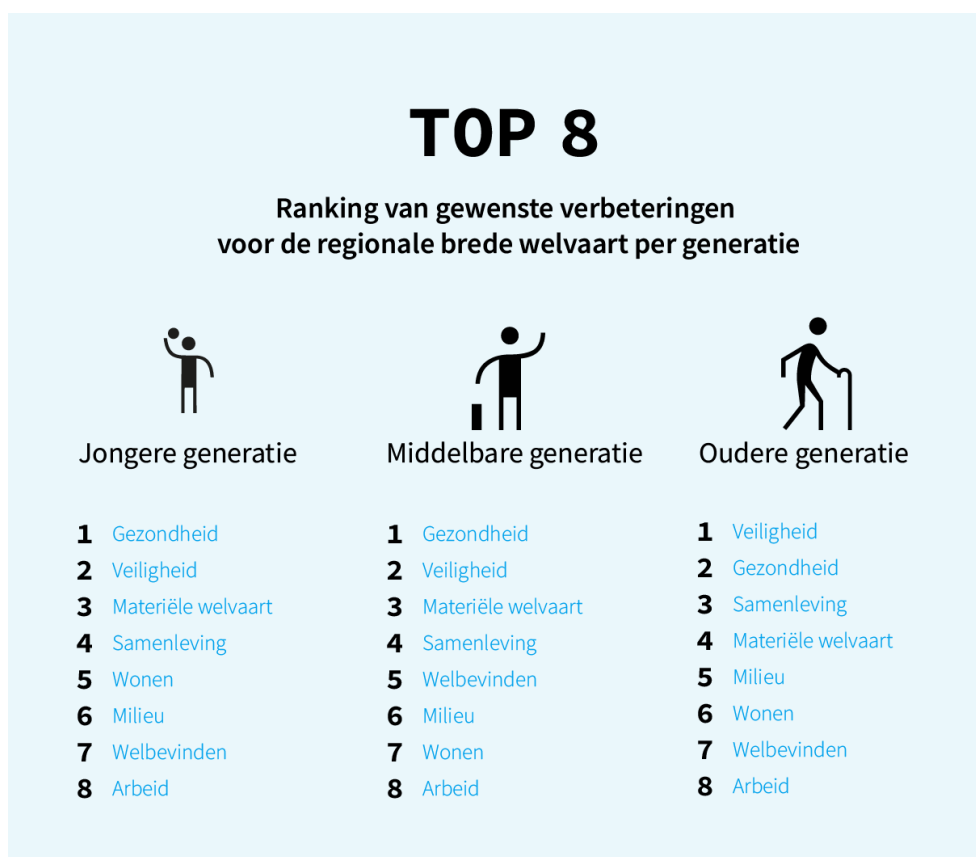 TOP 8
Ranking van gewenste verbeteringen
voor de regionale brede welvaart per generatie
Jongere generatie
1 Gezondheid
2 Veiligheid
3 Materiële welvaart
4 Samenleving
5 Wonen
6 Milieu
7 Welbevinden
8 Arbeid
Middelbare generatie
1 Gezondheid
2 Veiligheid
3 Materiële welvaart
4 Samenleving
5 Welbevinden
6 Milieu
7 Wonen
8 Arbeid
Oudere generatie
1 Veiligheid
2 Gezondheid
3 Samenleving
4 Materiële welvaart
5 Milieu
6 Wonen
7 Welbevinden
8 Arbeid